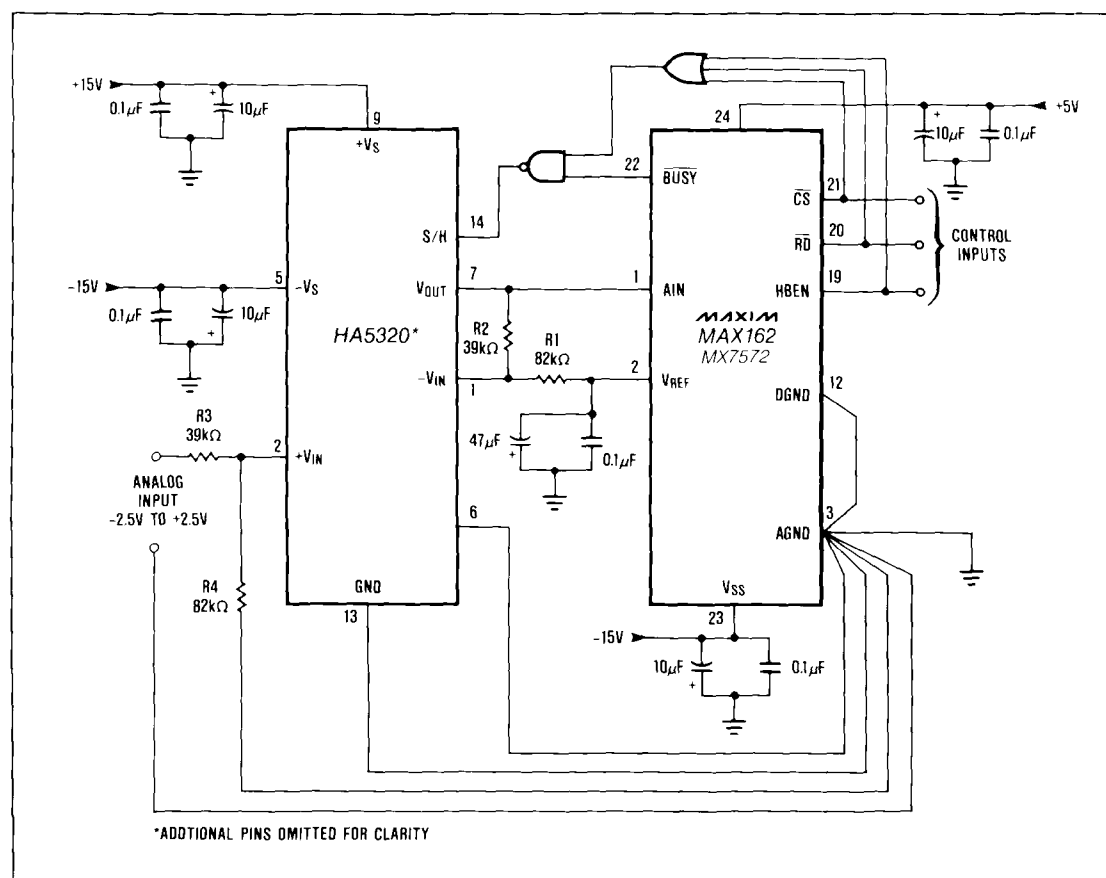 +15V
0.1µF
10µF
+
9
+VS
-15V
0.1µF
10µF
+
5
-VS
HA5320*
14
S/H
7
VOUT
-VIN
1
R3
39kΩ
2
+VIN
ANALOG
INPUT
-2.5V TO +2.5V
R4
82kΩ
6
GND
13
R2
39kΩ
R1
82kΩ
47µF
+
0.1µF
22
BUSY
1
AIN
MAXIM
MAX162
MX7572
2
VREF
24
+5V
+
10µF
0.1µF
21
CS
20
RD
19
HBEN
CONTROL
INPUTS
12
DGND
3
AGND
VSS
23
-15V
10µF
+
0.1µF
*ADDTIONAL PINS OMITTED FOR CLARITY